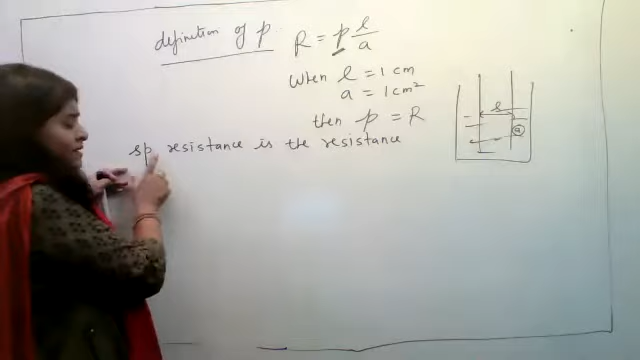 definition of ρ R = ρ l/a
When l = 1 cm
a = 1 cm²
then ρ = R
sp resistance is the resistance
l
a